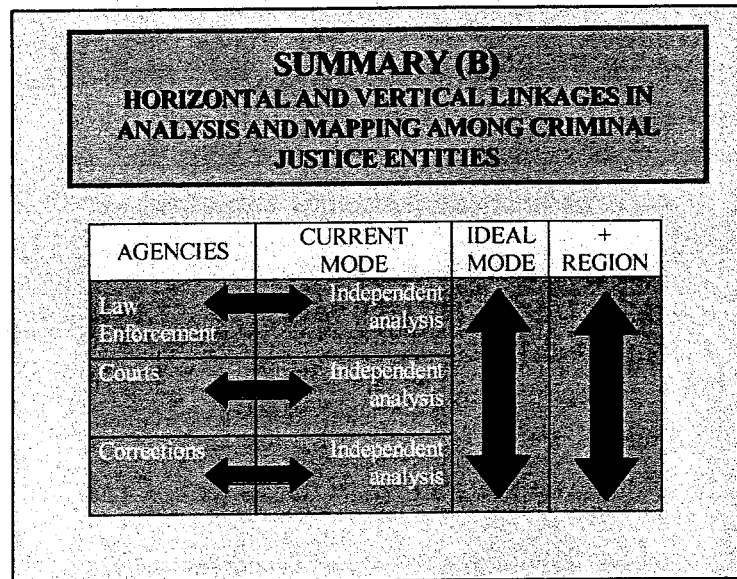 SUMMARY (B)
HORIZONTAL AND VERTICAL LINKAGES IN
ANALYSIS AND MAPPING AMONG CRIMINAL
JUSTICE ENTITIES
AGENCIES
CURRENT
MODE
IDEAL
MODE
+
REGION
Law
Enforcement
Independent
analysis
Courts
Independent
analysis
Corrections
Independent
analysis